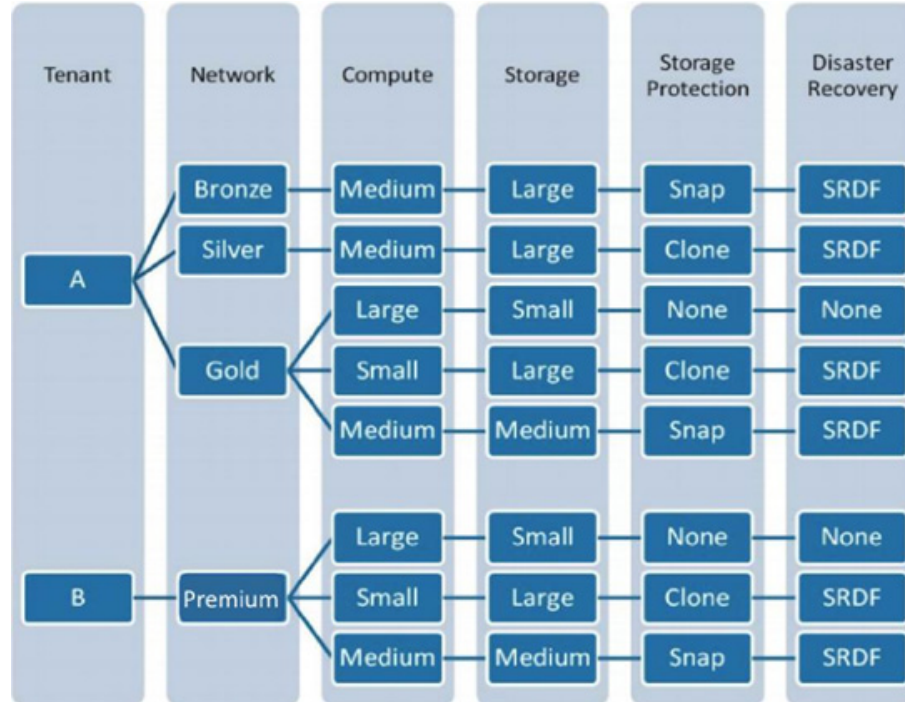 Tenant
Network
Compute
Storage
Storage
Protection
Disaster
Recovery
Bronze
Medium
Large
Snap
SRDF
Silver
Medium
Large
Clone
SRDF
A
Large
Small
None
None
Gold
Small
Large
Clone
SRDF
Medium
Medium
Snap
SRDF
Large
Small
None
None
B
Premium
Small
Large
Clone
SRDF
Medium
Medium
Snap
SRDF